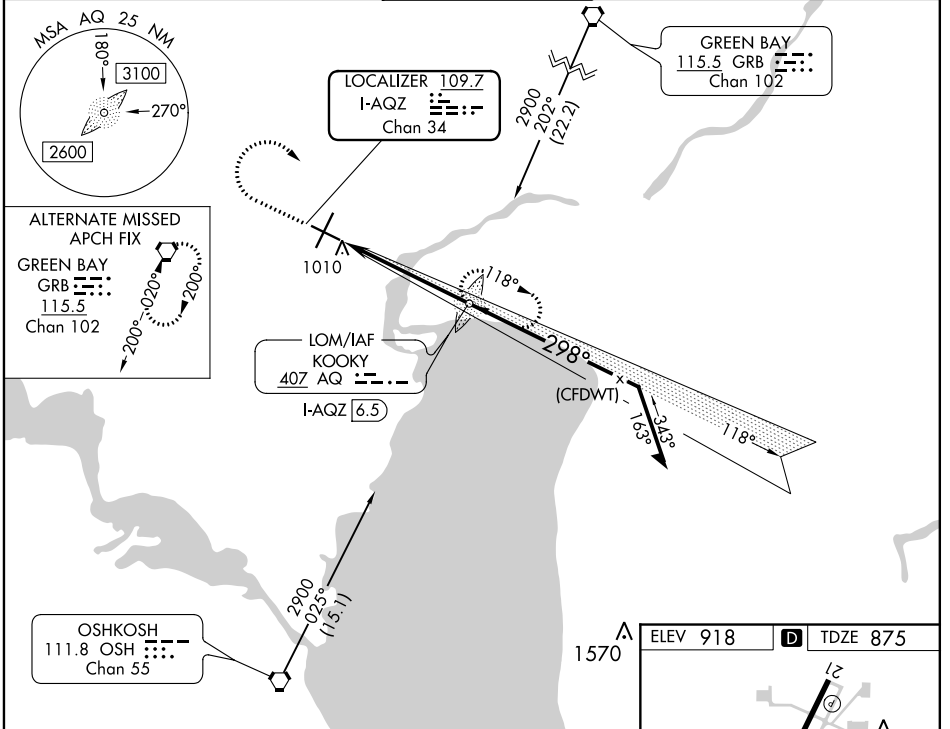 MSA AQ 25 NM
180°
3100
270°
2600
LOCALIZER 109.7
I-AQZ
Chan 34
GREEN BAY
115.5 GRB
Chan 102
2900
202°
(22.2)
ALTERNATE MISSED
APCH FIX
GREEN BAY
GRB
115.5
Chan 102
020°
200°
200°
1010
118°
LOM/IAF
KOOKY
407 AQ
I-AQZ 6.5
298°
(CFDWT)
x
163°
343°
118°
2900
025°
(15.1)
OSHKOSH
111.8 OSH
Chan 55
1570
ELEV 918 D TDZE 875
21
P